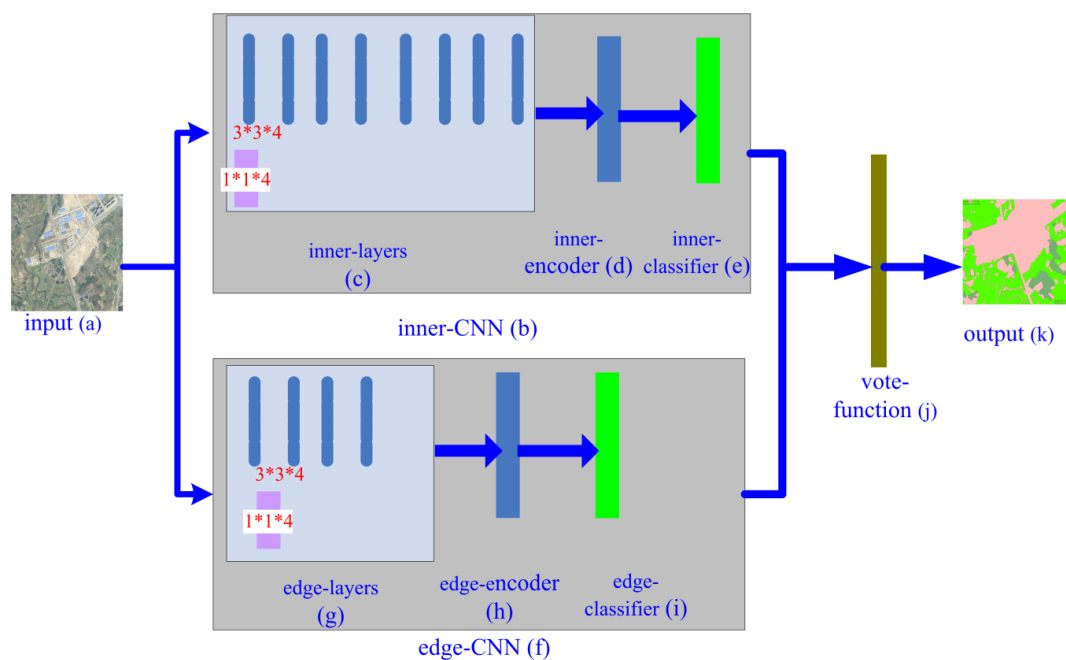 3*3*4
1*1*4
inner-layers
(c)
inner-
encoder (d)
inner-
classifier (e)
input (a)
inner-CNN (b)
output (k)
vote-
function (j)
3*3*4
1*1*4
edge-layers
(g)
edge-encoder
(h)
edge-
classifier (i)
edge-CNN (f)